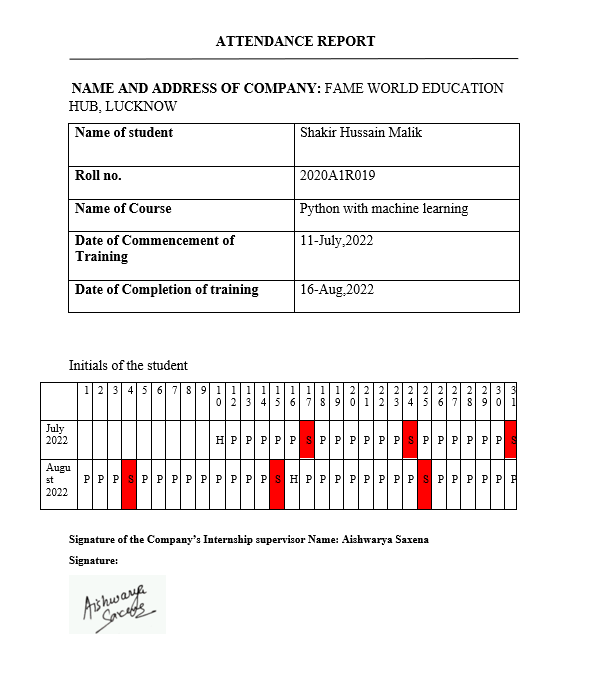 ATTENDANCE REPORT
NAME AND ADDRESS OF COMPANY: FAME WORLD EDUCATION
HUB, LUCKNOW
Name of student Shakir Hussain Malik
Roll no. 2020A1R019
Name of Course Python with machine learning
Date of Commencement of Training 11-July,2022
Date of Completion of training 16-Aug,2022
Initials of the student
1 2 3 4 5 6 7 8 9 10 12 13 14 15 16 17 18 19 20 21 22 23 24 25 26 27 28 29 30 31
July 2022 H P P P P P S P P P P P P S P P P P P P S
August 2022 P P P S P P P P P P P P P S H P P P P P P P P S P P P P P P
Signature of the Company's Internship supervisor Name: Aishwarya Saxena
Signature:
Aishwarya
Saxena